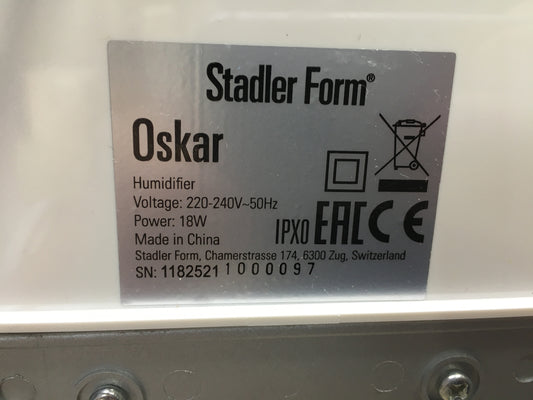 Stadler Form®
Oskar
Humidifier
Voltage: 220-240V~50Hz
Power: 18W
Made in China
IPX0 EAC CE
Stadler Form, Chamerstrasse 174, 6300 Zug, Switzerland
SN: 1182521 1000097